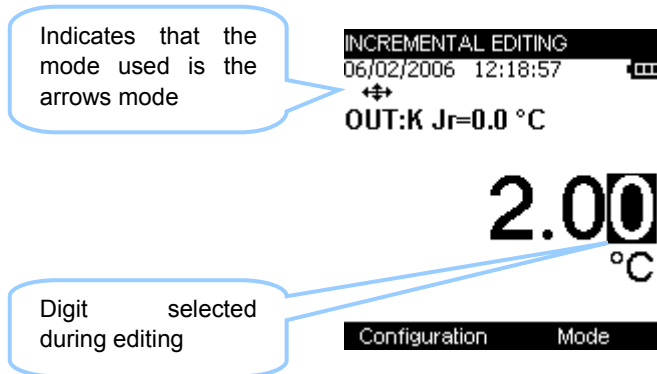 Indicates that the
mode used is the
arrows mode
INCREMENTAL EDITING
06/02/2006 12:18:57
OUT:K Jr=0.0 °C
2.00
°C
Digit selected
during editing
Configuration Mode